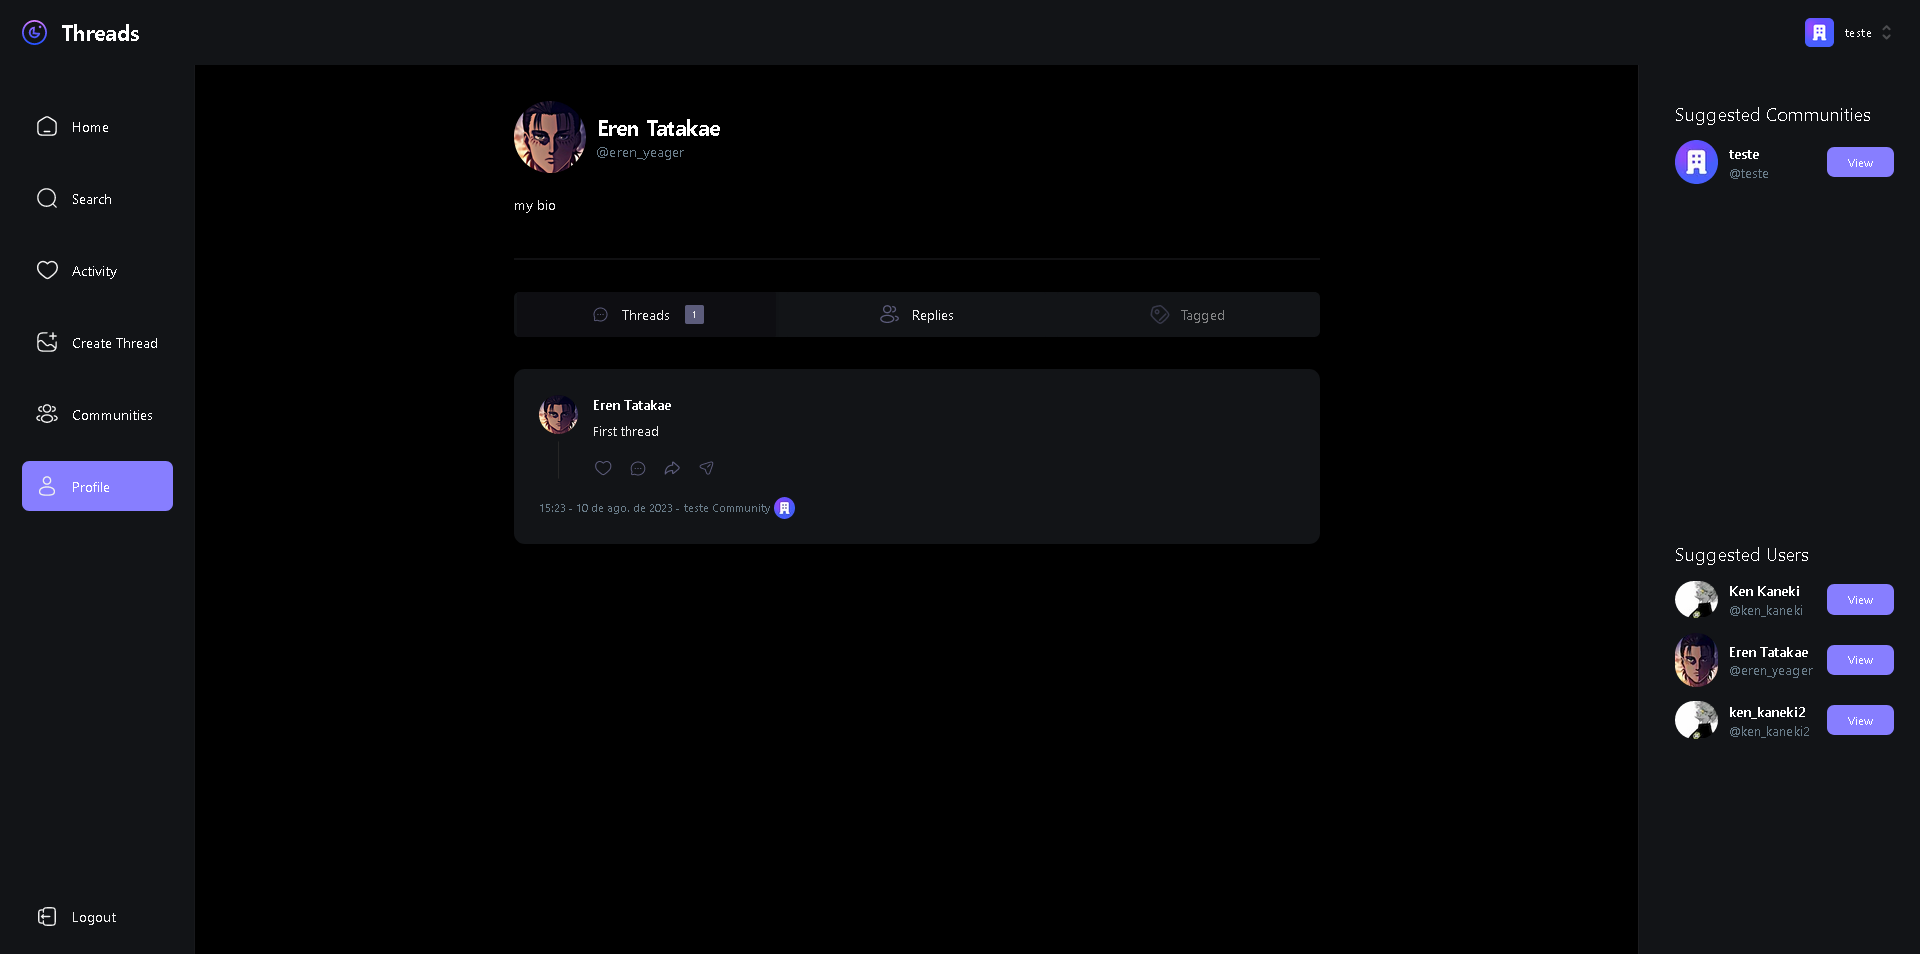 Threads
teste
Home
Search
Activity
Create Thread
Communities
Profile
Logout
Eren Tatakae
@eren_yeager
my bio
Threads 1 Replies Tagged
Eren Tatakae
First thread
15:23 - 10 de ago. de 2023 - teste Community
Suggested Communities
teste
@teste
View
Suggested Users
Ken Kaneki
@ken_kaneki
View
Eren Tatakae
@eren_yeager
View
ken_kaneki2
@ken_kaneki2
View